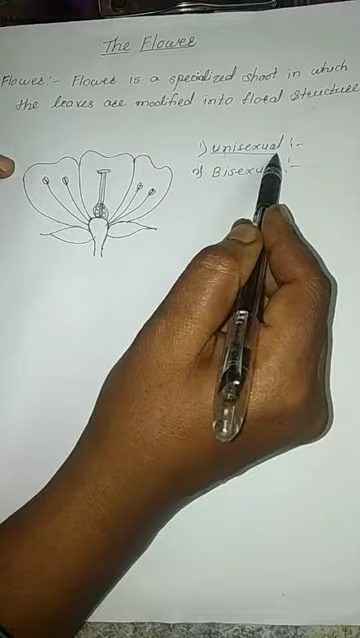 The Flower
Flower:- Flower is a specialized shoot in which
the leaves are modified into floral structure
1) Unisexual :-
2) Bisexual :-